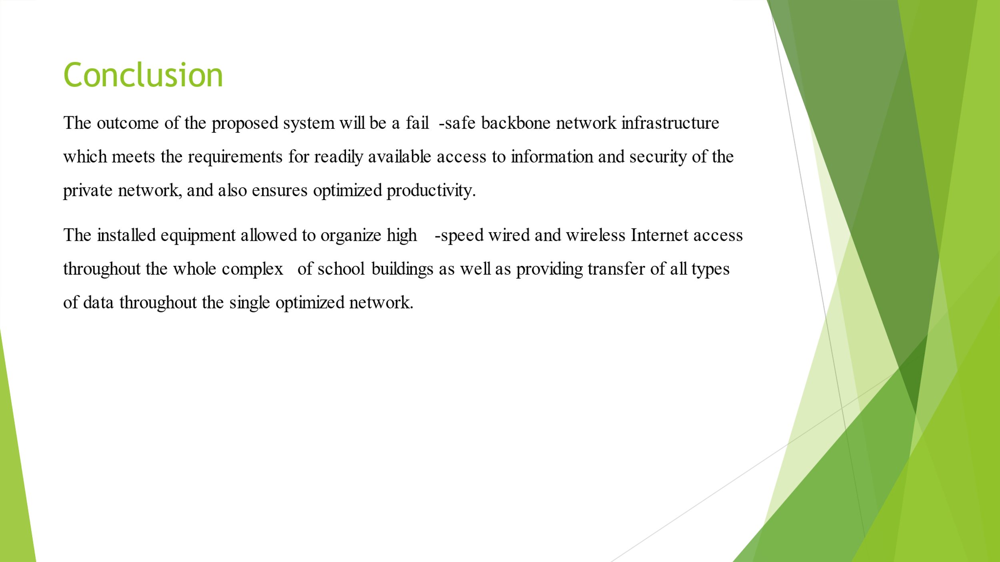 Conclusion
The outcome of the proposed system will be a fail -safe backbone network infrastructure
which meets the requirements for readily available access to information and security of the
private network, and also ensures optimized productivity.
The installed equipment allowed to organize high -speed wired and wireless Internet access
throughout the whole complex of school buildings as well as providing transfer of all types
of data throughout the single optimized network.